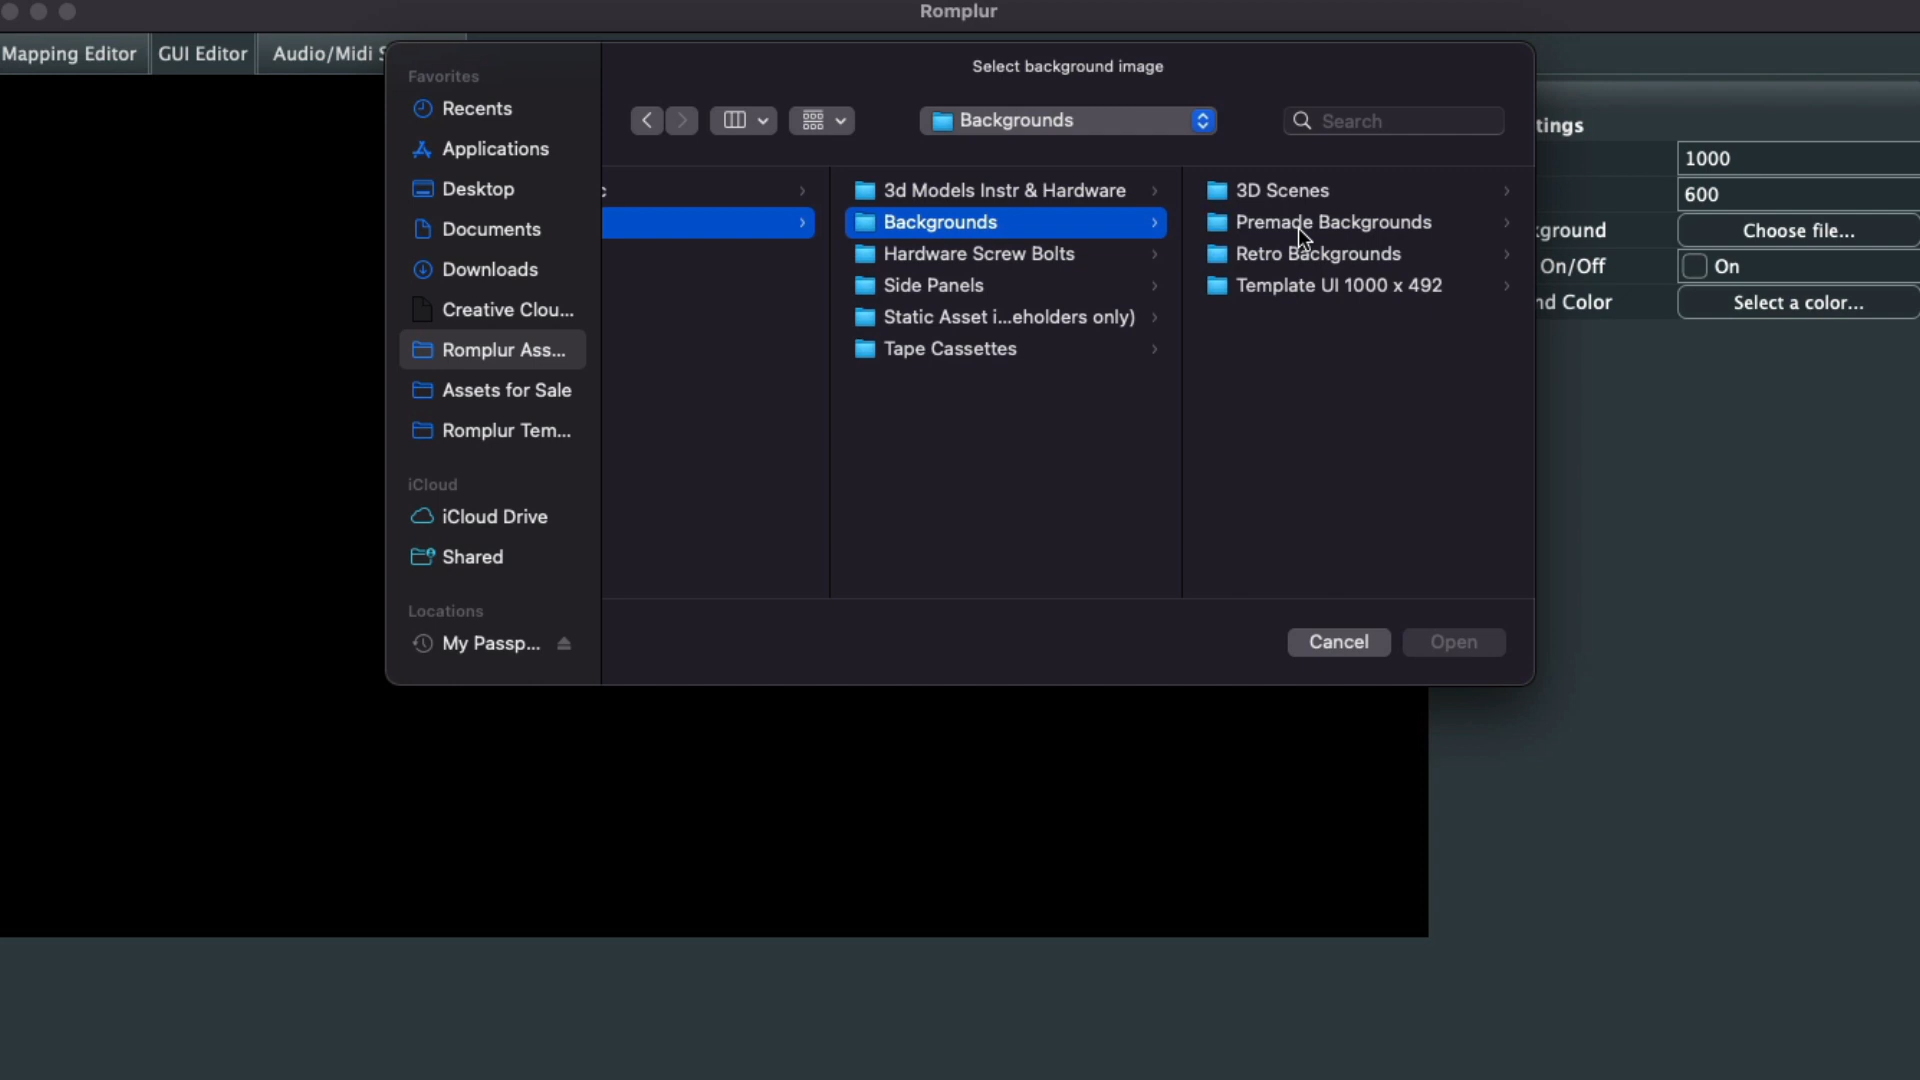 Romplur
Mapping Editor
GUI Editor
Audio/Midi S
Select background image
Favorites
Recents
Applications
Desktop
Documents
Downloads
Creative Clou...
Romplur Ass...
Assets for Sale
Romplur Tem...
iCloud
iCloud Drive
Shared
Locations
My Passp...
Backgrounds
Search
c
3d Models Instr & Hardware
Backgrounds
Hardware Screw Bolts
Side Panels
Static Asset i...eholders only)
Tape Cassettes
3D Scenes
Premade Backgrounds
Retro Backgrounds
Template UI 1000 x 492
Cancel
Open
tings
1000
600
kground
Choose file...
On/Off
On
nd Color
Select a color...